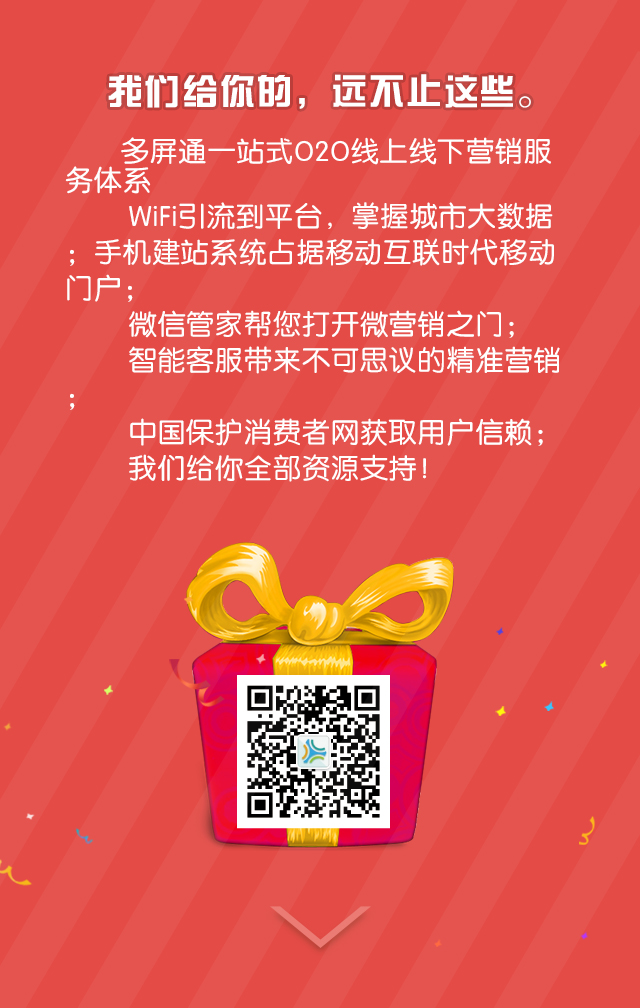 我们给你的，远不止这些。
多屏通一站式O2O线上线下营销服
务体系
WiFi引流到平台，掌握城市大数据
；手机建站系统占据移动互联时代移动
门户；
微信管家帮您打开微营销之门；
智能客服带来不可思议的精准营销
；
中国保护消费者网获取用户信赖；
我们给你全部资源支持！